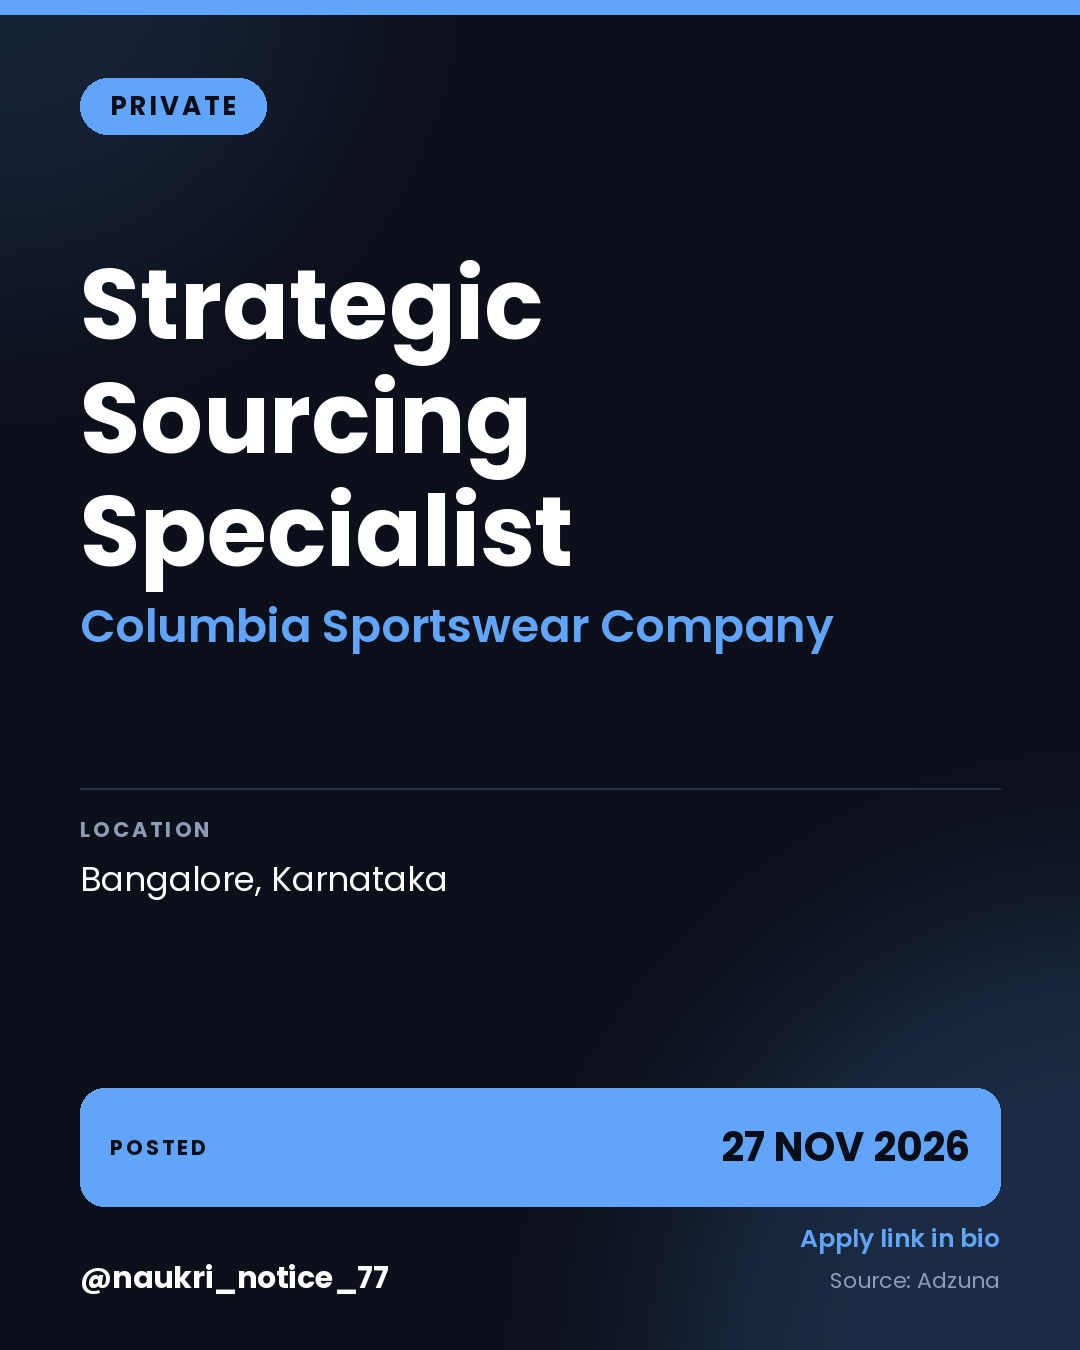 PRIVATE
Strategic
Sourcing
Specialist
Columbia Sportswear Company
LOCATION
Bangalore, Karnataka
POSTED
27 NOV 2026
Apply link in bio
@naukri_notice_77
Source: Adzuna